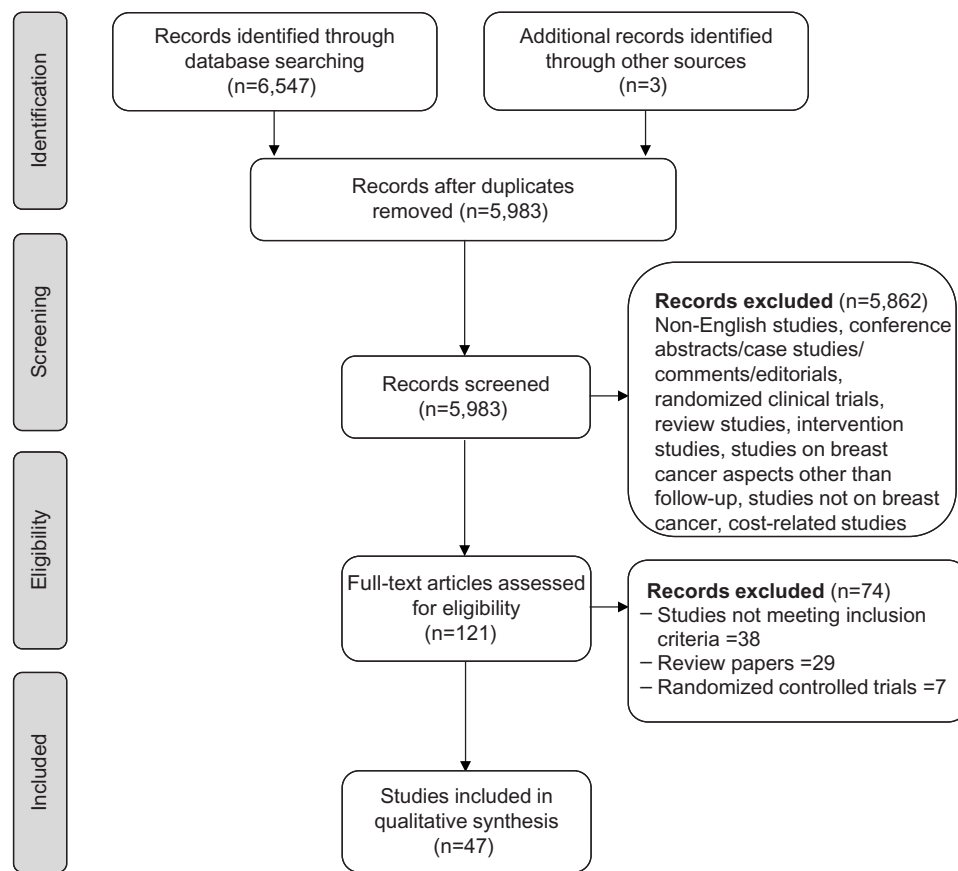 Identification
Records identified through
database searching
(n=6,547)
Additional records identified
through other sources
(n=3)
Records after duplicates
removed (n=5,983)
Screening
Records screened
(n=5,983)
Records excluded (n=5,862)
Non-English studies, conference
abstracts/case studies/
comments/editorials,
randomized clinical trials,
review studies, intervention
studies, studies on breast
cancer aspects other than
follow-up, studies not on breast
cancer, cost-related studies
Eligibility
Full-text articles assessed
for eligibility
(n=121)
Records excluded (n=74)
– Studies not meeting inclusion
criteria =38
– Review papers =29
– Randomized controlled trials =7
Included
Studies included in
qualitative synthesis
(n=47)